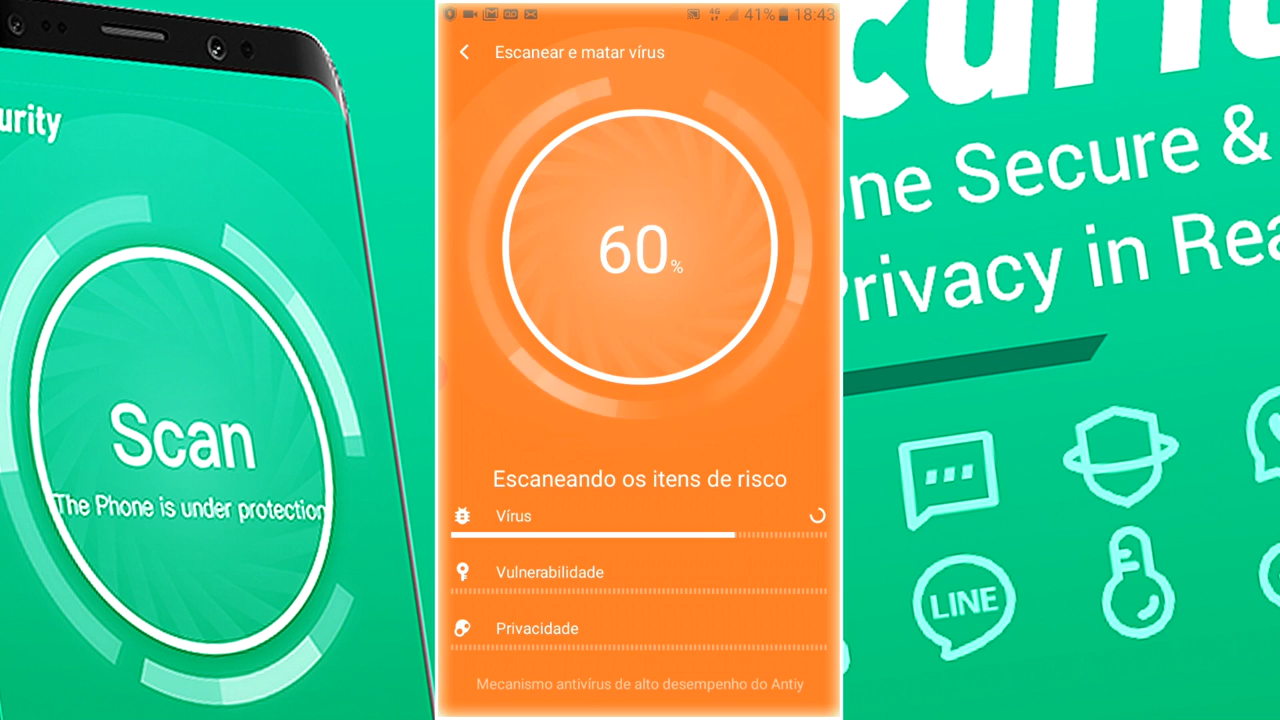 urity
Scan
The Phone is under protection
4G 41% 18:43
Escanear e matar vírus
60%
Escaneando os itens de risco
Vírus
Vulnerabilidade
Privacidade
Mecanismo antivírus de alto desempenho do Antiy
curit
ne Secure &
Privacy in Rea
LINE